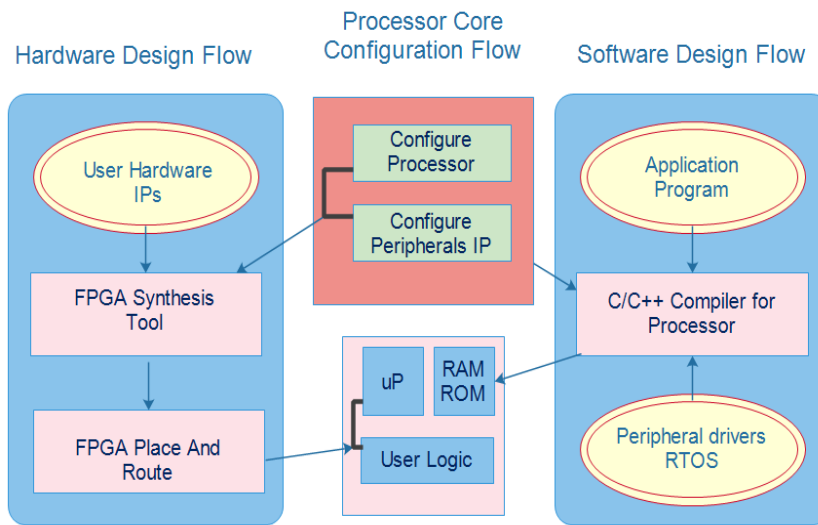 Hardware Design Flow
Processor Core
Configuration Flow
Software Design Flow
User Hardware
IPs
FPGA Synthesis
Tool
FPGA Place And
Route
Configure
Processor
Configure
Peripherals IP
uP
RAM
ROM
User Logic
Application
Program
C/C++ Compiler for
Processor
Peripheral drivers
RTOS